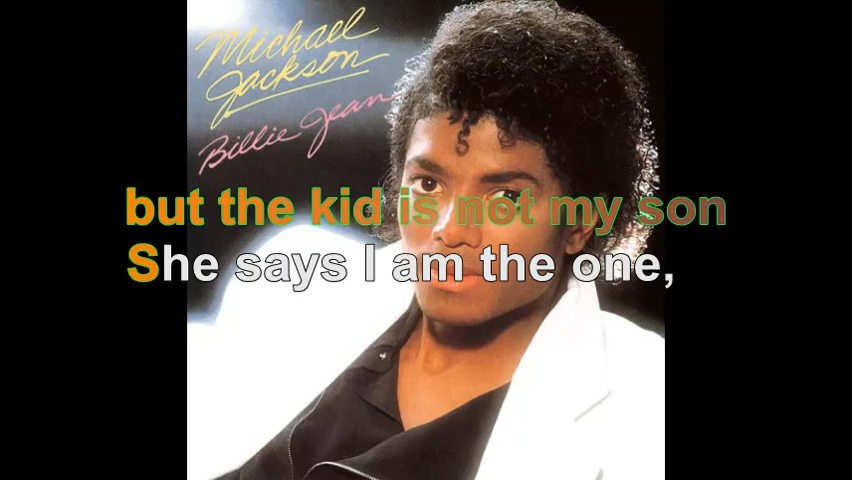 Michael
Jackson
Billie Jean
but the kid is not my son
She says I am the one,